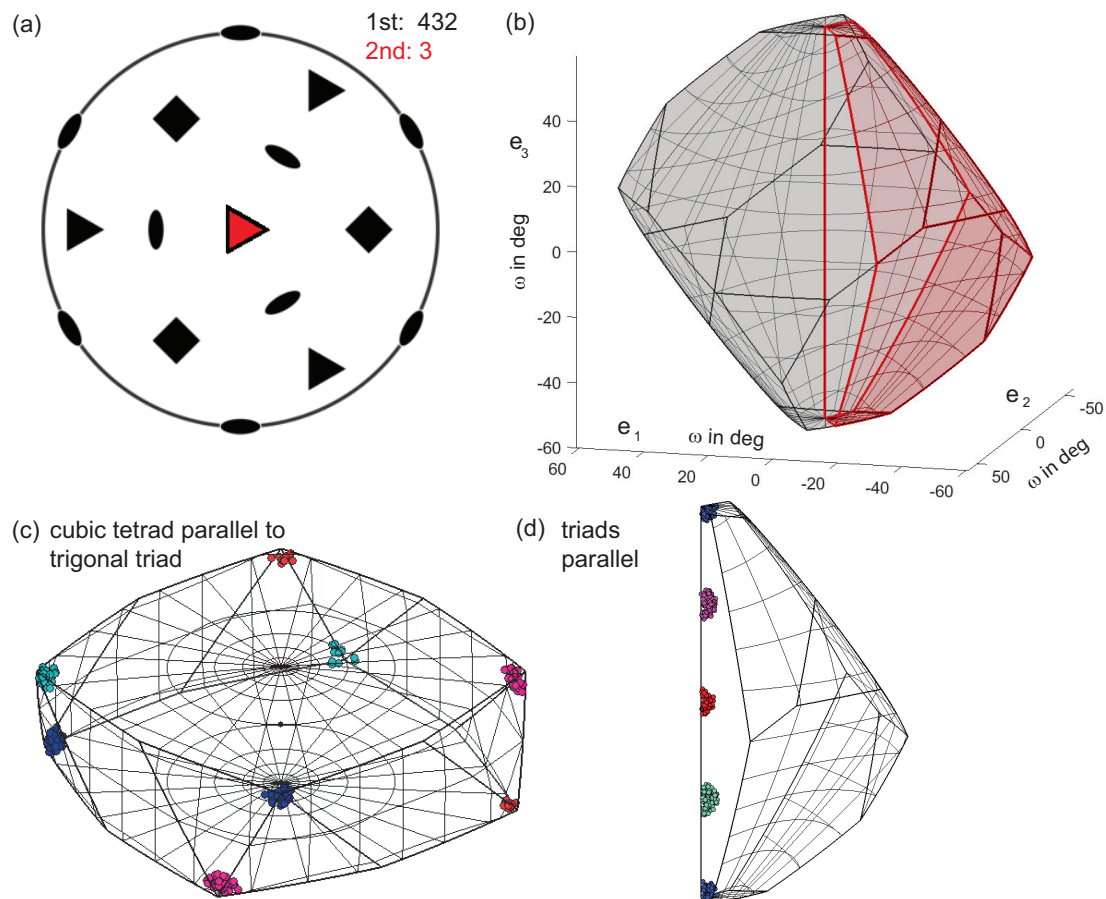 (a)
1st: 432
2nd: 3
(b)
40
20
0
-20
-40
-60
e3
ω in deg
60
40
20
0
-20
-40
-60
e1
ω in deg
50
0
-50
e2
ω in deg
(c) cubic tetrad parallel to
trigonal triad
(d) triads
parallel